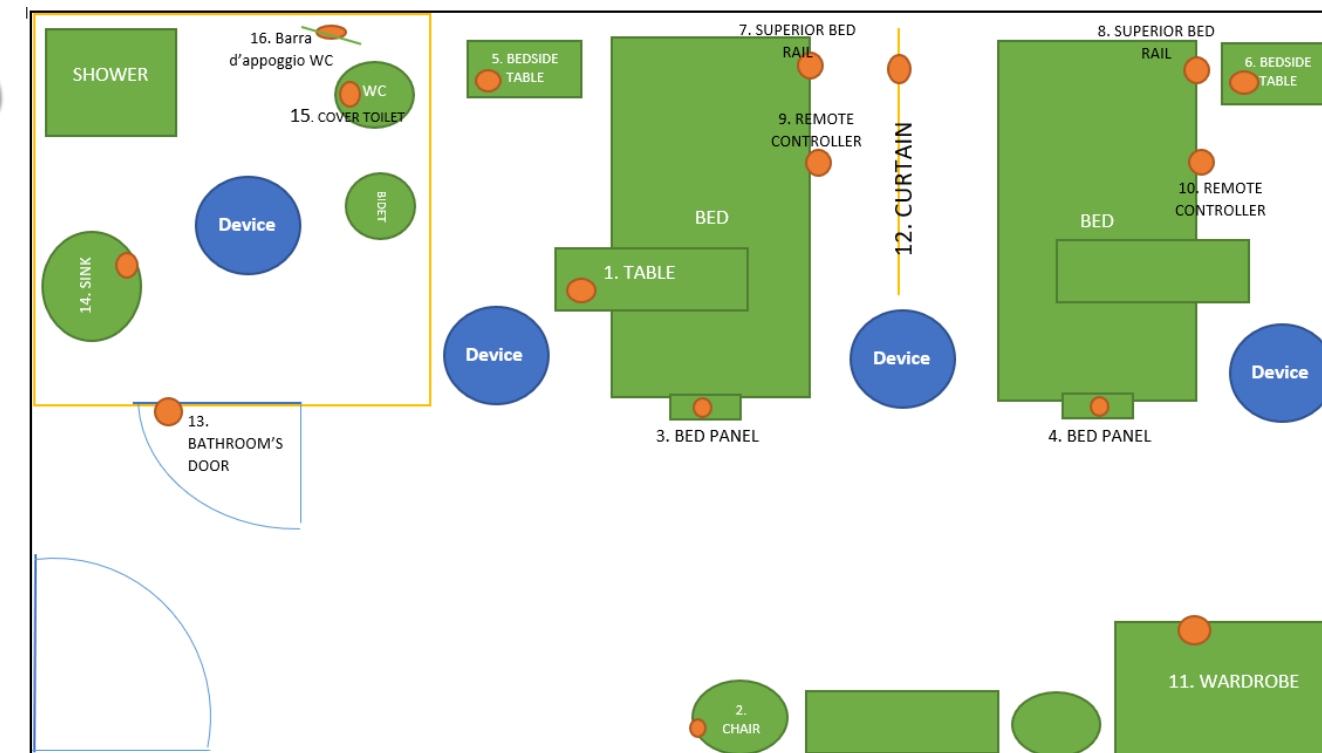 16. Barra
d'appoggio WC
SHOWER
WC
15. COVER TOILET
BIDET
Device
14. SINK
13.
BATHROOM'S
DOOR
5. BEDSIDE
TABLE
7. SUPERIOR BED
RAIL
9. REMOTE
CONTROLLER
BED
1. TABLE
Device
3. BED PANEL
12. CURTAIN
Device
8. SUPERIOR BED
RAIL
6. BEDSIDE
TABLE
10. REMOTE
CONTROLLER
BED
Device
4. BED PANEL
2.
CHAIR
11. WARDROBE